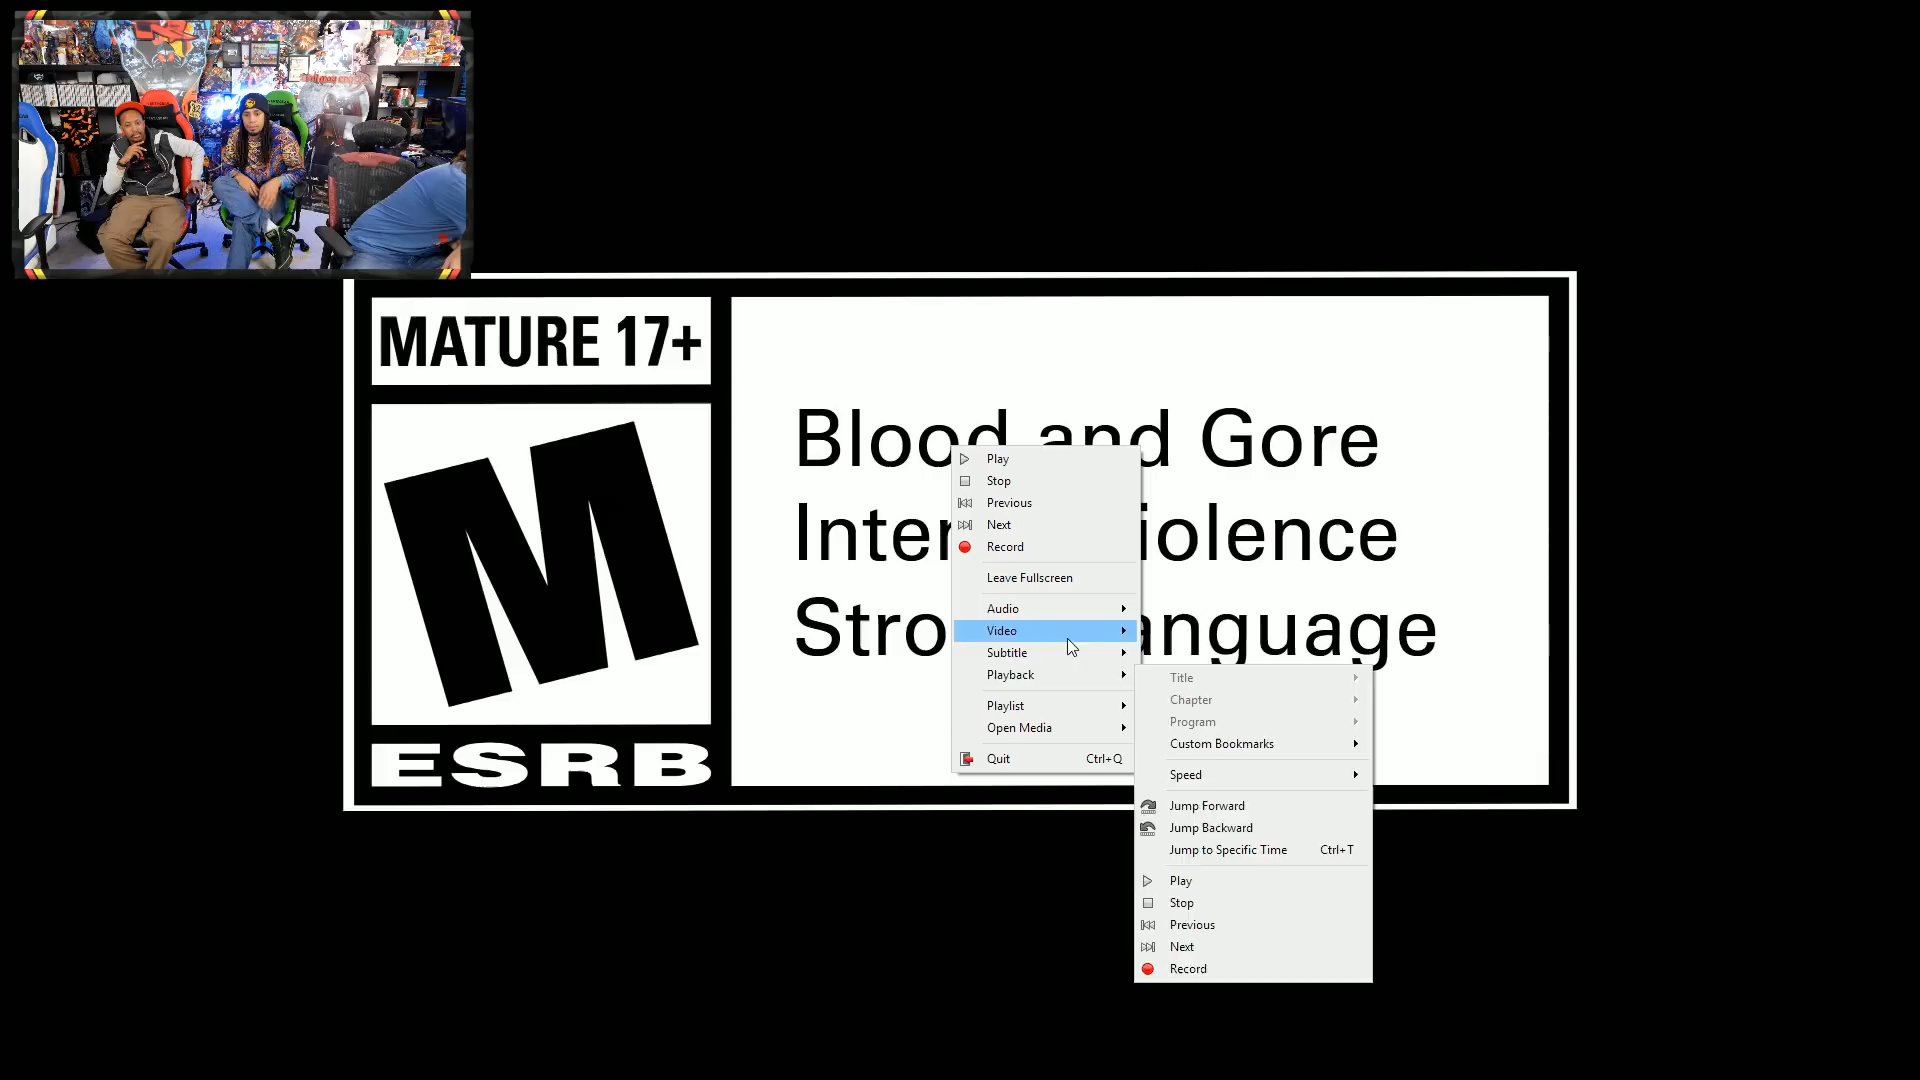 MATURE 17+
M
ESRB
Blood and Gore
Inten iolence
Stro anguage
Play
Stop
Previous
Next
Record
Leave Fullscreen
Audio
Video
Subtitle
Playback
Playlist
Open Media
Quit Ctrl+Q
Title
Chapter
Program
Custom Bookmarks
Speed
Jump Forward
Jump Backward
Jump to Specific Time Ctrl+T
Play
Stop
Previous
Next
Record